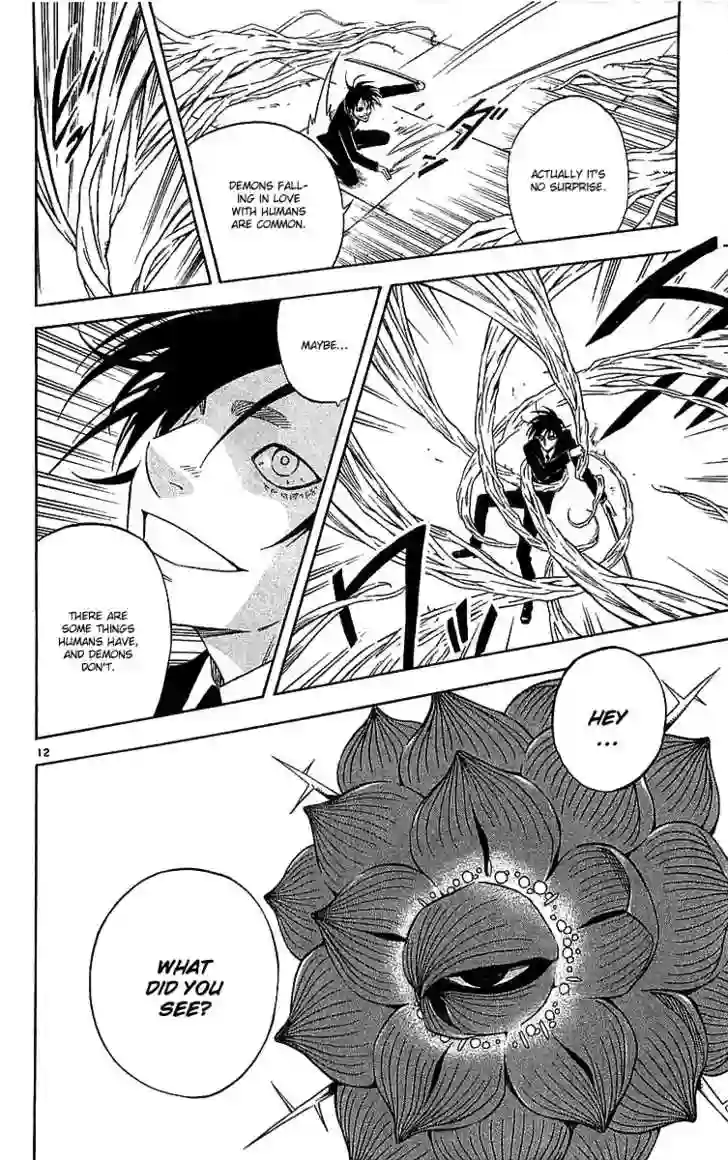 ACTUALLY IT'S
NO SURPRISE.
DEMONS FALL-
ING IN LOVE
WITH HUMANS
ARE COMMON.
MAYBE...
THERE ARE
SOME THINGS
HUMANS HAVE,
AND DEMONS
DON'T.
HEY
...
WHAT
DID YOU
SEE?
12